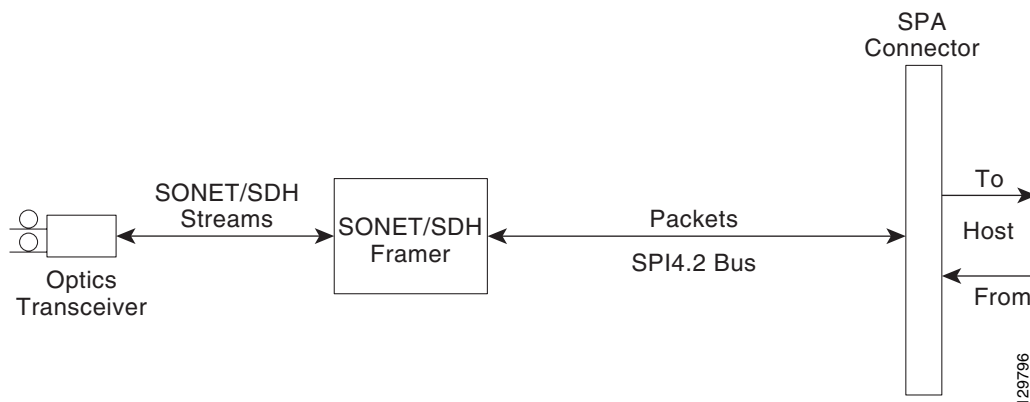 SPA
Connector
SONET/SDH
Streams
SONET/SDH
Framer
Packets
SPI4.2 Bus
To
Host
From
Optics
Transceiver
129796